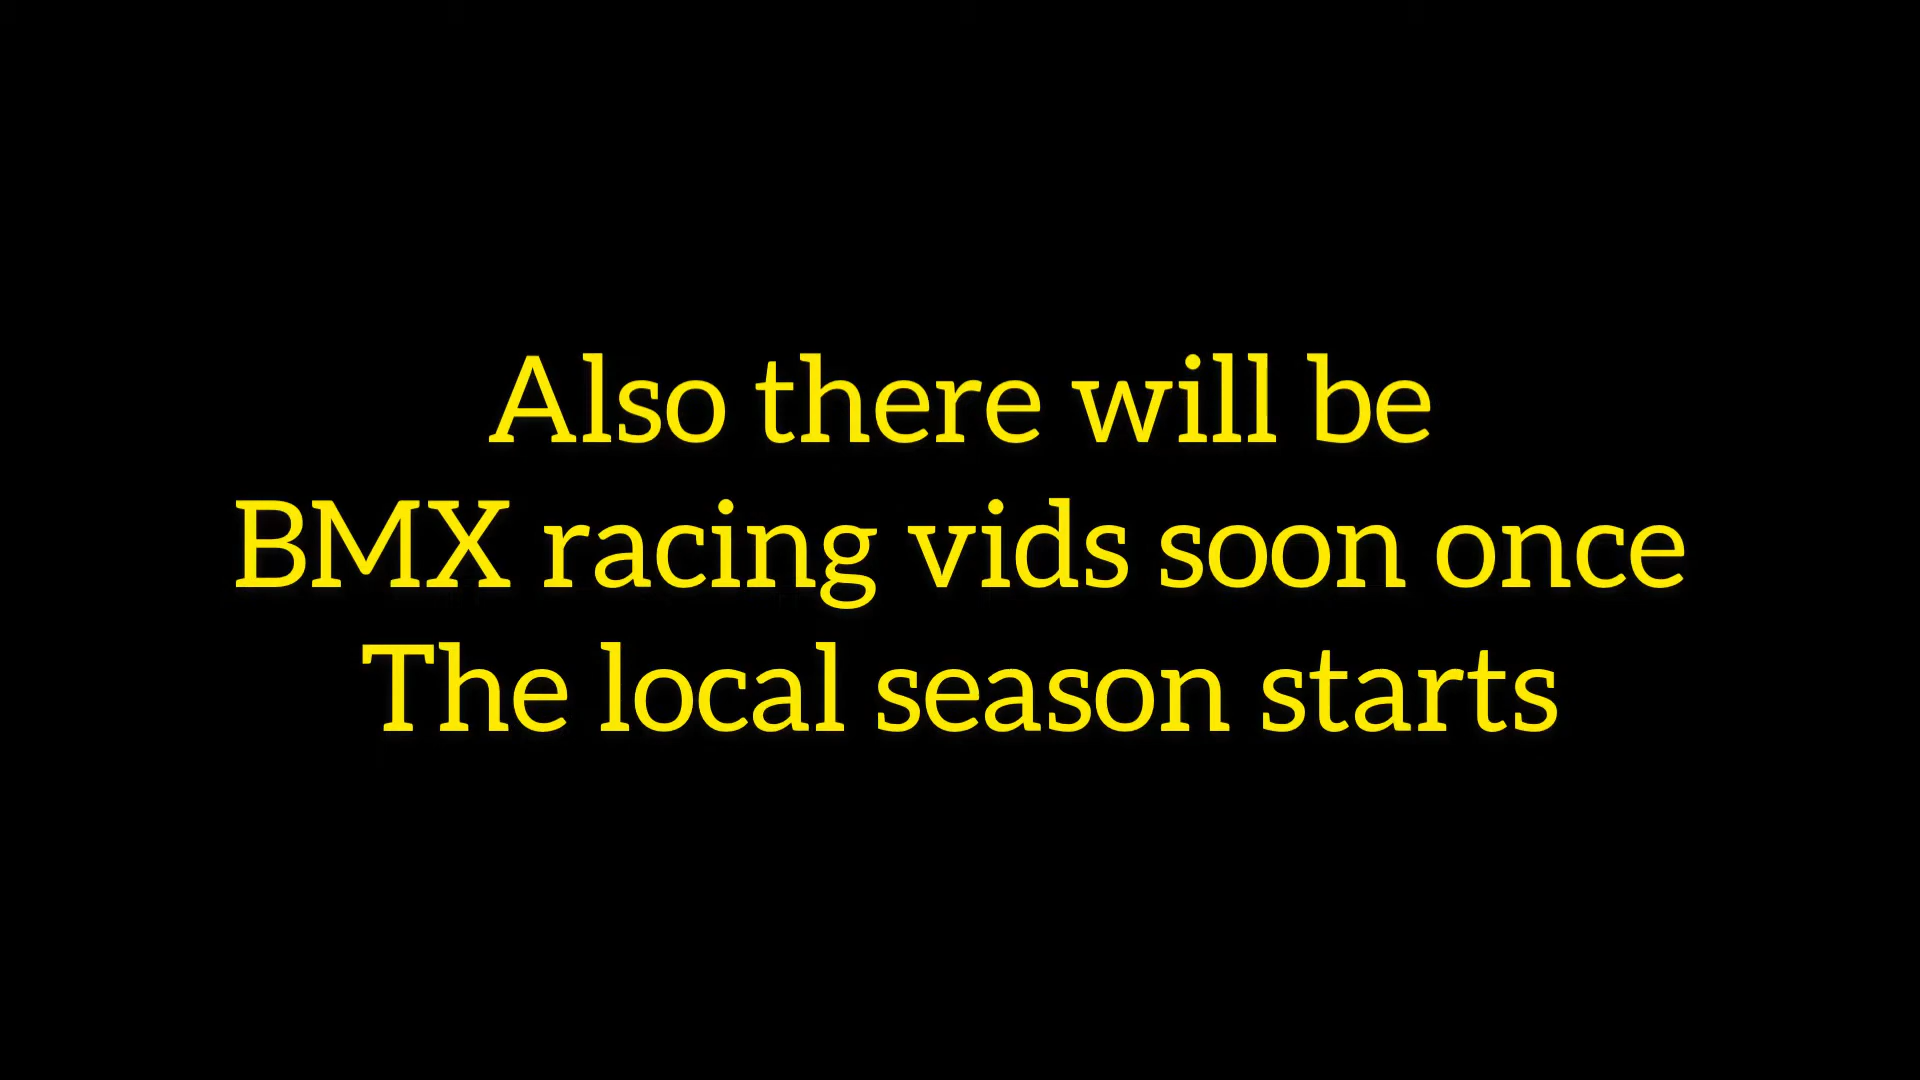 Also there will be
BMX racing vids soon once
The local season starts